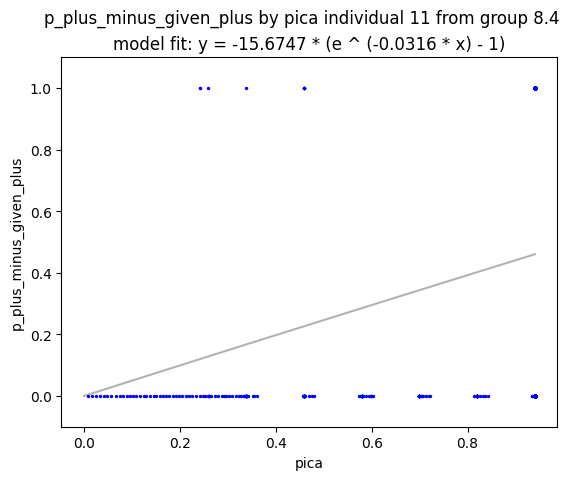 p_plus_minus_given_plus by pica individual 11 from group 8.4
model fit: y = -15.6747 * (e ^ (-0.0316 * x) - 1)
p_plus_minus_given_plus
1.0
0.8
0.6
0.4
0.2
0.0
0.0 0.2 0.4 0.6 0.8
pica